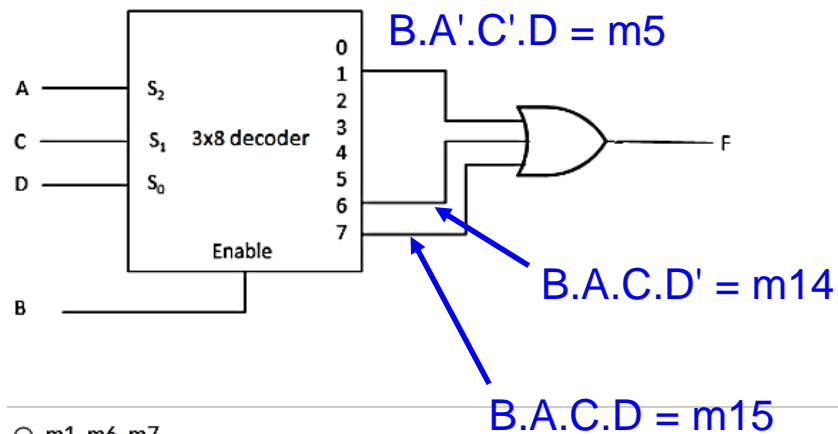 B.A'.C'.D = m5
0
1
2
3
4
5
6
7
A
C
D
S₂
S₁
S₀
3x8 decoder
Enable
B
F
B.A.C.D' = m14
B.A.C.D = m15